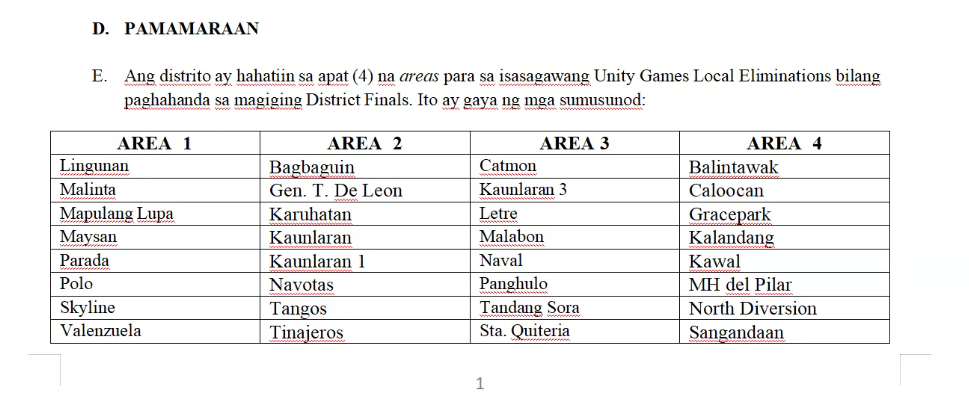 D. PAMAMARAAN
E. Ang distrito ay hahatiin sa apat (4) na areas para sa isasagawang Unity Games Local Eliminations bilang
paghahanda sa magiging District Finals. Ito ay gaya ng mga sumusunod:
AREA 1 AREA 2 AREA 3 AREA 4
Lingunan Bagbaguin Catmon Balintawak
Malinta Gen. T. De Leon Kaunlaran 3 Caloocan
Mapulang Lupa Karuhatan Letre Gracepark
Maysan Kaunlaran Malabon Kalandang
Parada Kaunlaran 1 Naval Kawal
Polo Navotas Panghulo MH del Pilar
Skyline Tangos Tandang Sora North Diversion
Valenzuela Tinajeros Sta. Quiteria Sangandaan
1